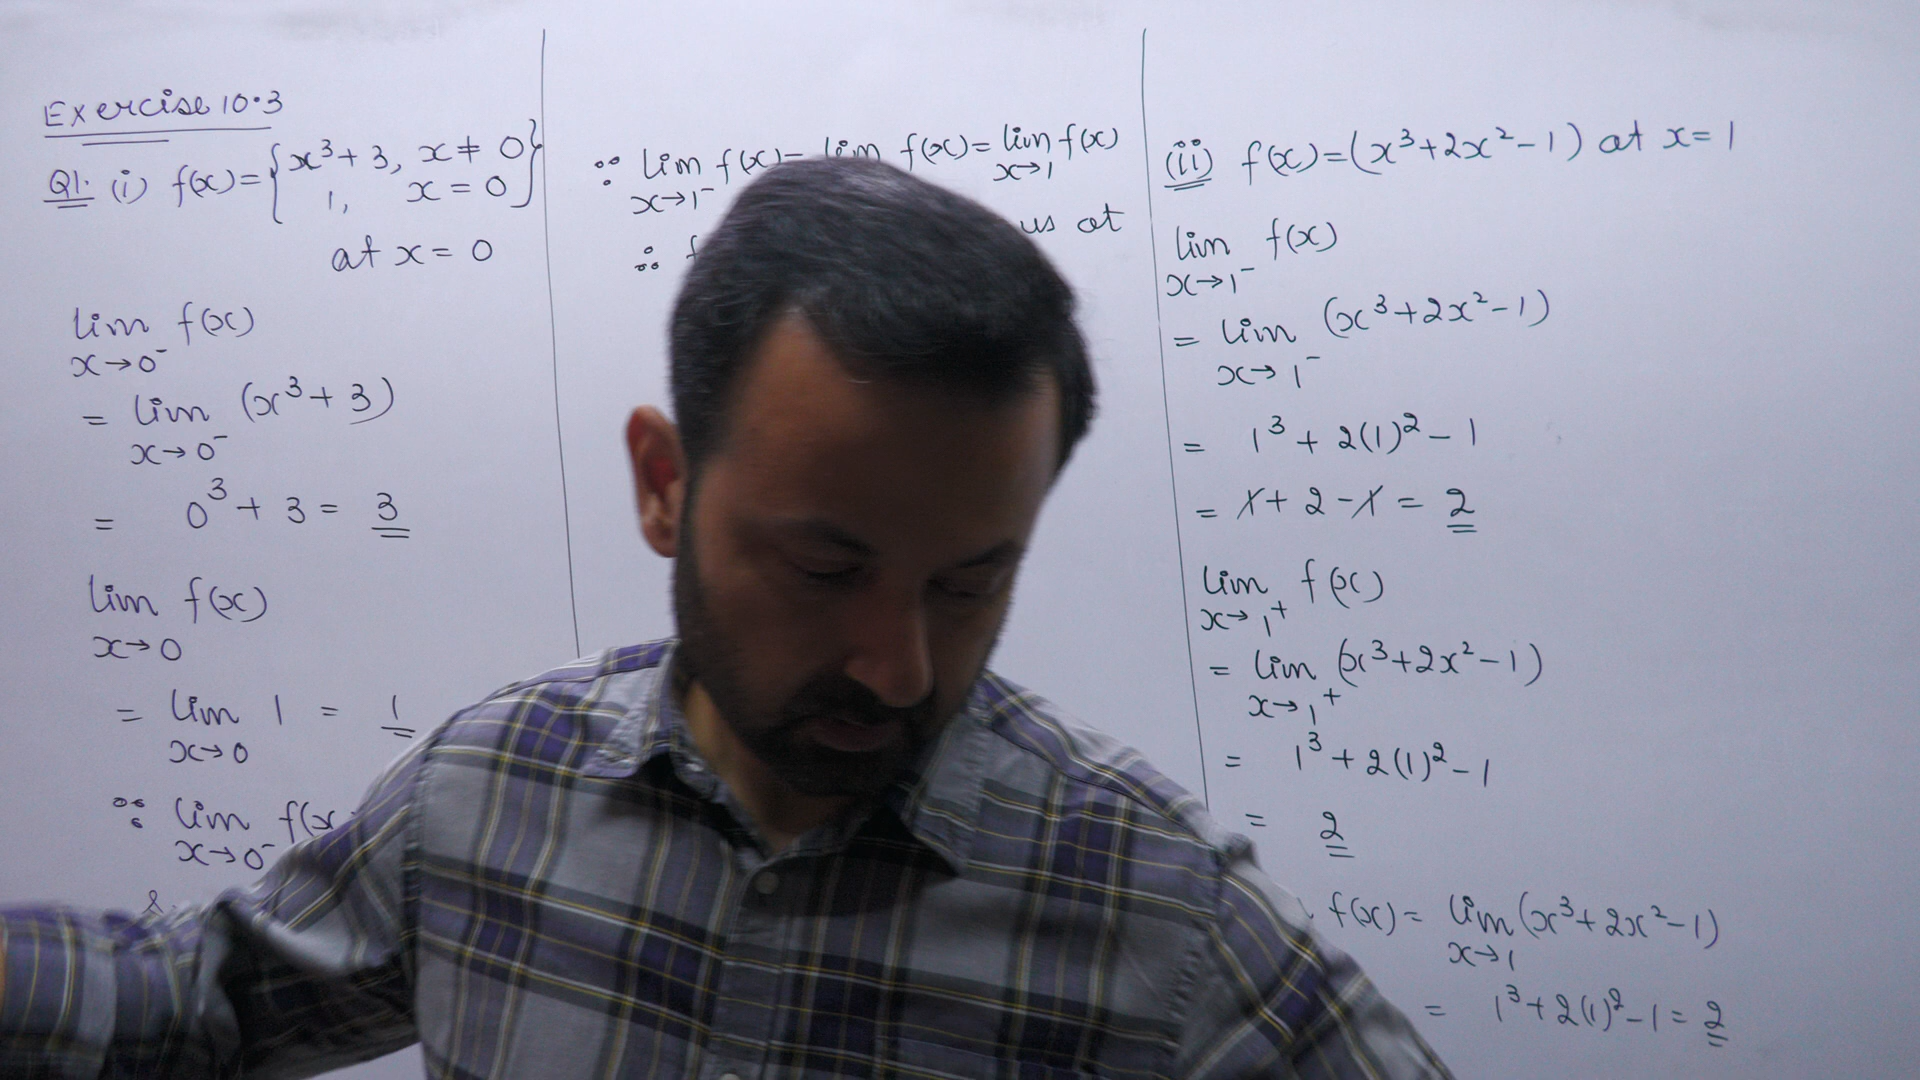 Exercise 10.3
Q1. (i) f(x)= { x³+3, x≠0
1, x=0 }
at x=0
lim f(x)
x→0⁻
= lim (x³+3)
x→0⁻
= 0³+3= 3
lim f(x)
x→0
= lim 1 = 1
x→0
∵ lim f(x
x→0⁻
&
∵ lim f(x)= lim f(x)= lim f(x)
x→1⁻ x→1
∴ f us at
(ii) f(x)=(x³+2x²-1) at x=1
lim f(x)
x→1⁻
= lim (x³+2x²-1)
x→1⁻
= 1³+2(1)²-1
= 1+2-1= 2
lim f(x)
x→1⁺
= lim (x³+2x²-1)
x→1⁺
= 1³+2(1)²-1
= 2
f(x)= lim (x³+2x²-1)
x→1
= 1³+2(1)²-1= 2